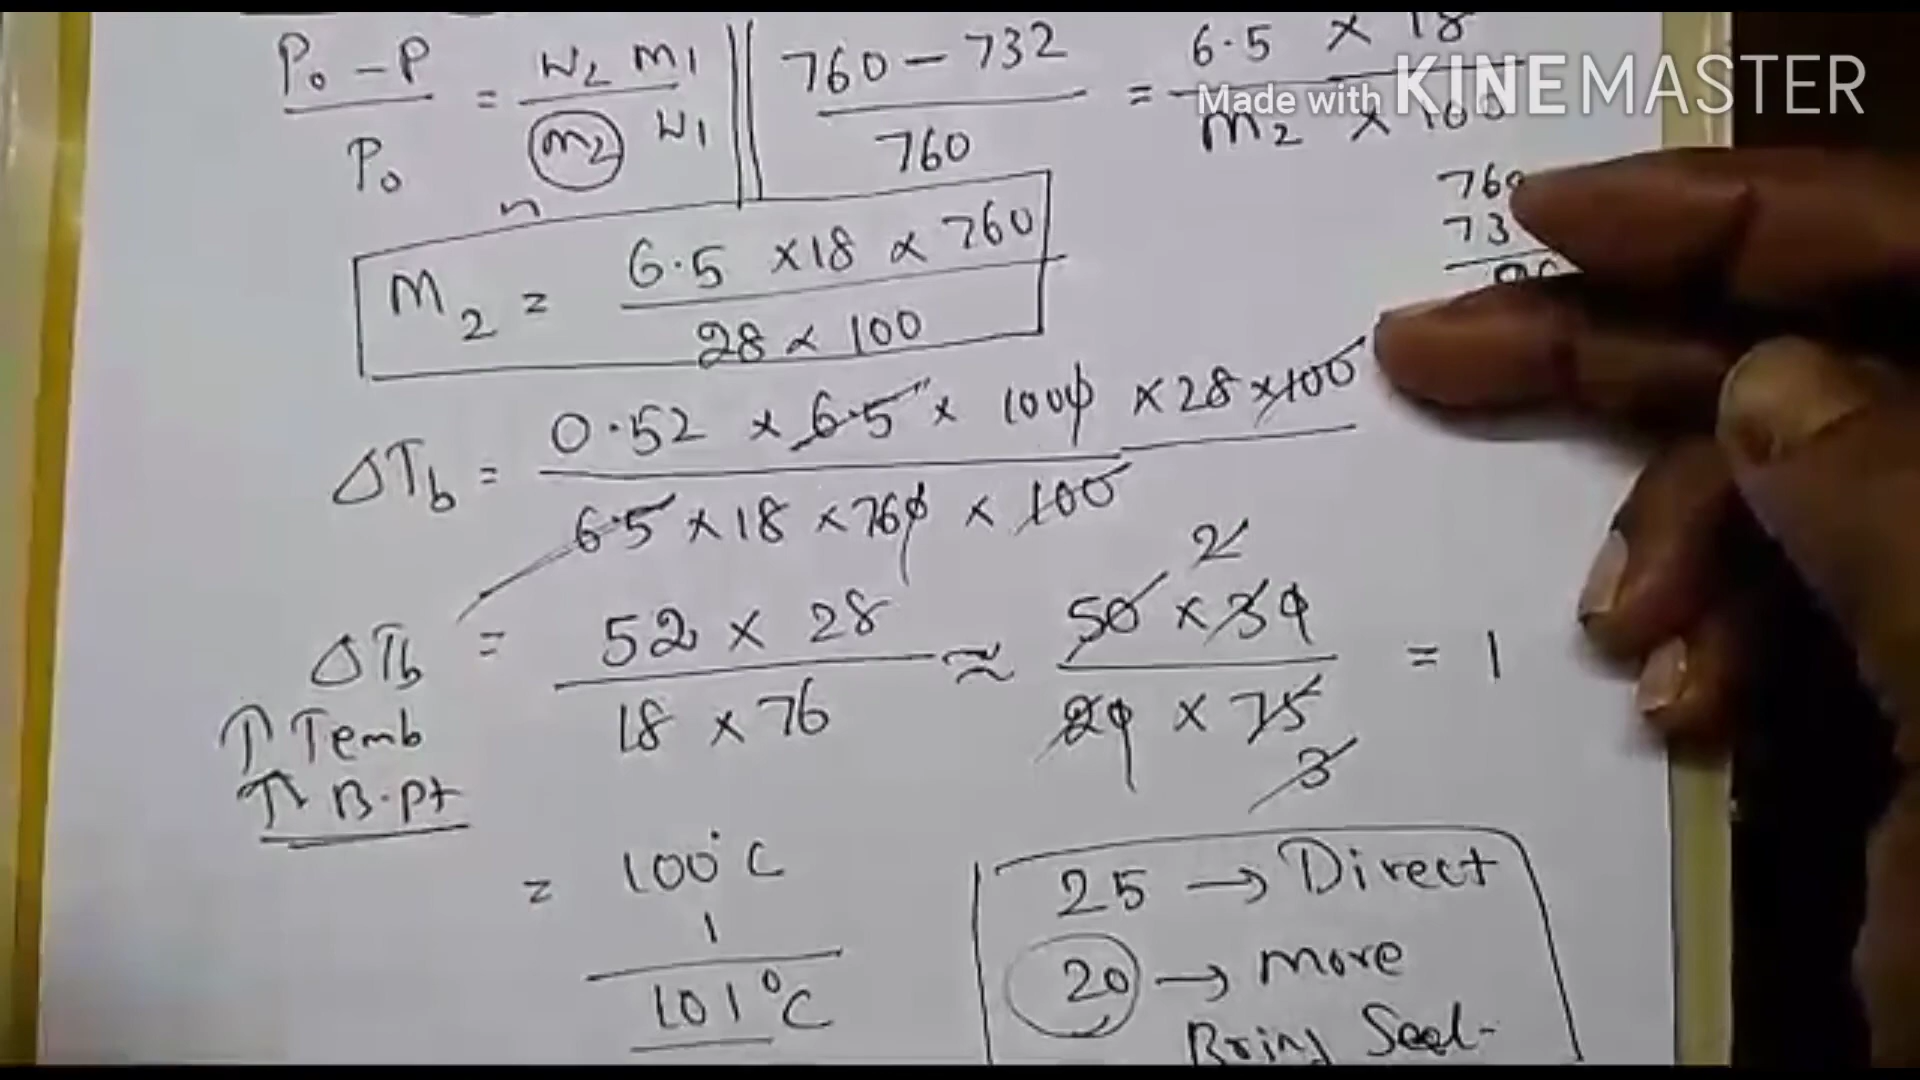 P₀ - P / P₀ = W₂ M₁ / m₂ W₁ || 760 - 732 / 760 = 6.5 × 18 / M₂ × 100
Made with KINEMASTER
M₂ = 6.5 × 18 × 760 / 28 × 100
ΔTb = 0.52 × 6.5 × 1000 × 28 × 100 / 6.5 × 18 × 760 × 100
2
ΔTb = 52 × 28 / 18 × 76 ≈ 50 × 30 / 20 × 75 = 1
3
↑ Temb
↑ B.pt
= 100°C
1
101°C
25 → Direct
20 → more